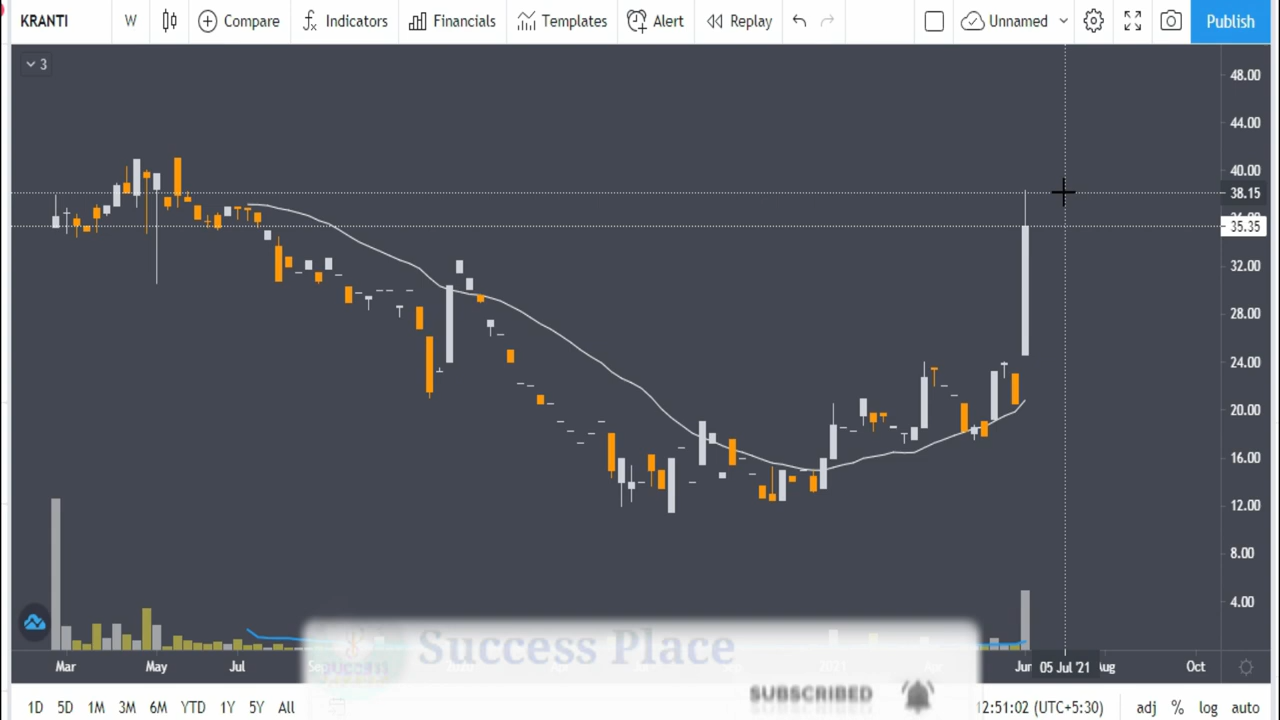 KRANTI W Compare Indicators Financials Templates Alert Replay Unnamed Publish
3
48.00
44.00
40.00
38.15
35.35
32.00
28.00
24.00
20.00
16.00
12.00
8.00
4.00
Success Place
Mar May Jul 2021 05 Jul '21 Aug Oct
SUBSCRIBED
1D 5D 1M 3M 6M YTD 1Y 5Y All 12:51:02 (UTC+5:30) adj % log auto